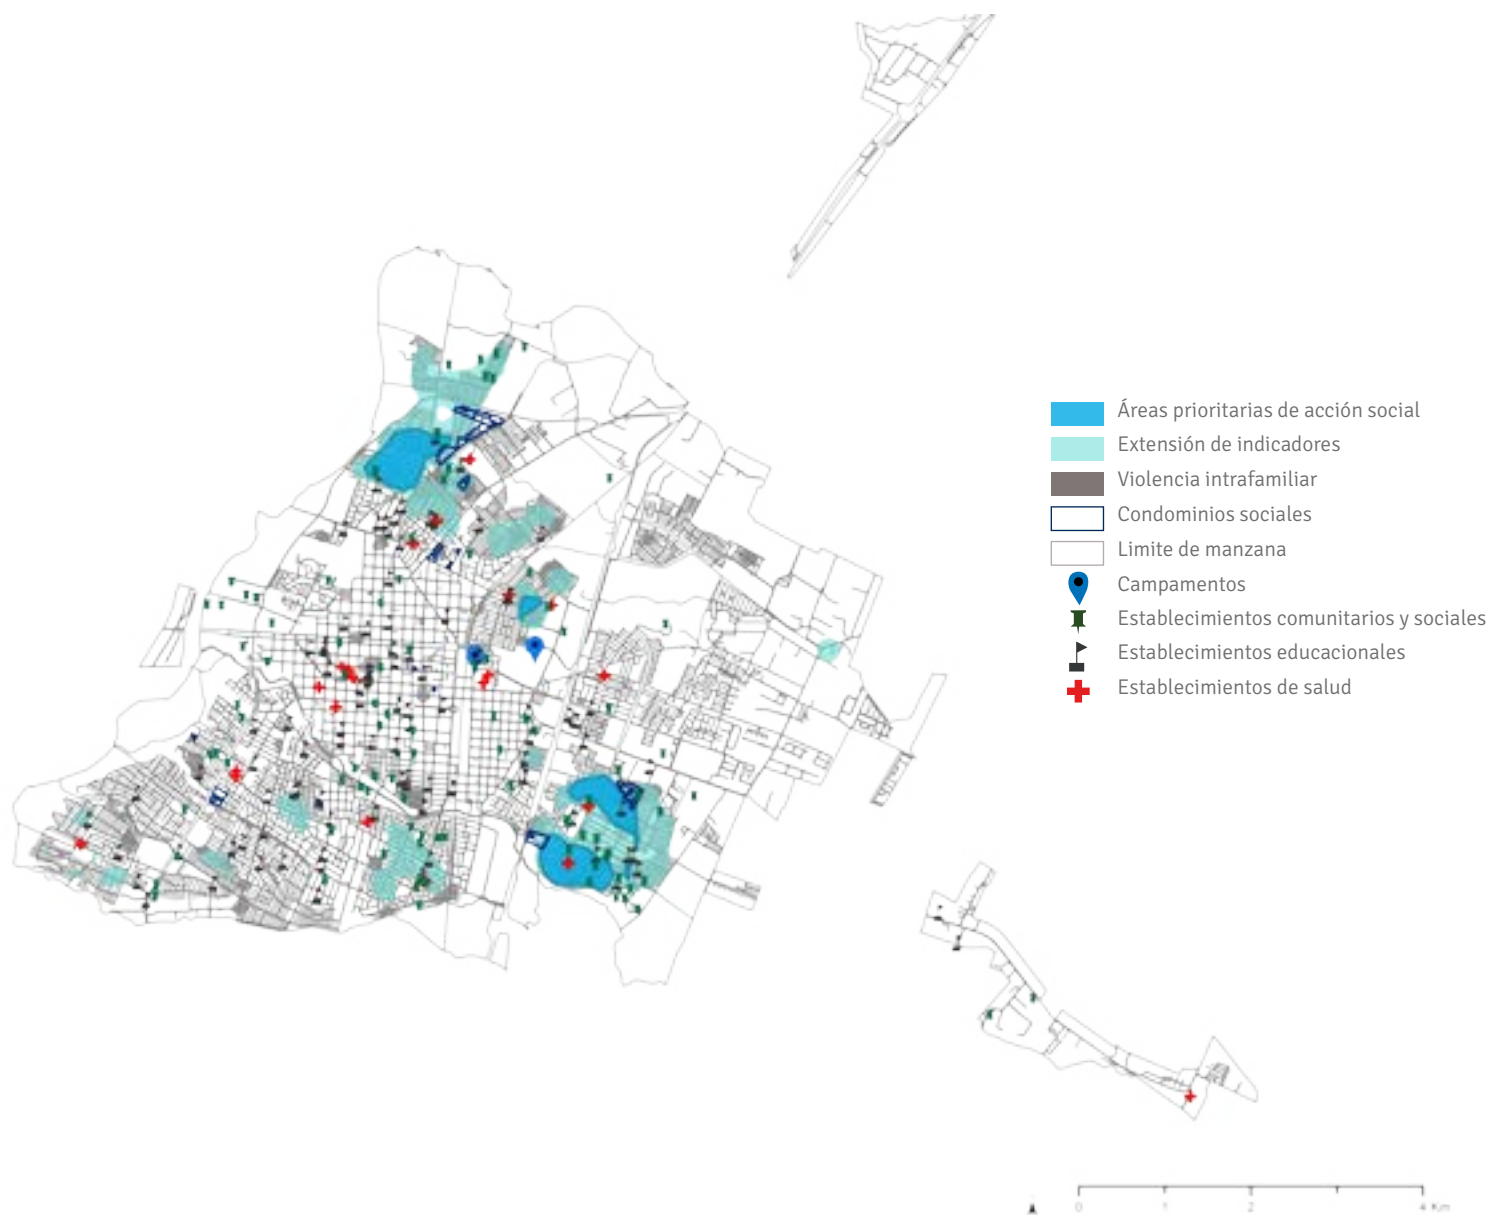 Áreas prioritarias de acción social
Extensión de indicadores
Violencia intrafamiliar
Condominios sociales
Limite de manzana
Campamentos
Establecimientos comunitarios y sociales
Establecimientos educacionales
Establecimientos de salud
0 1 2 4 Km